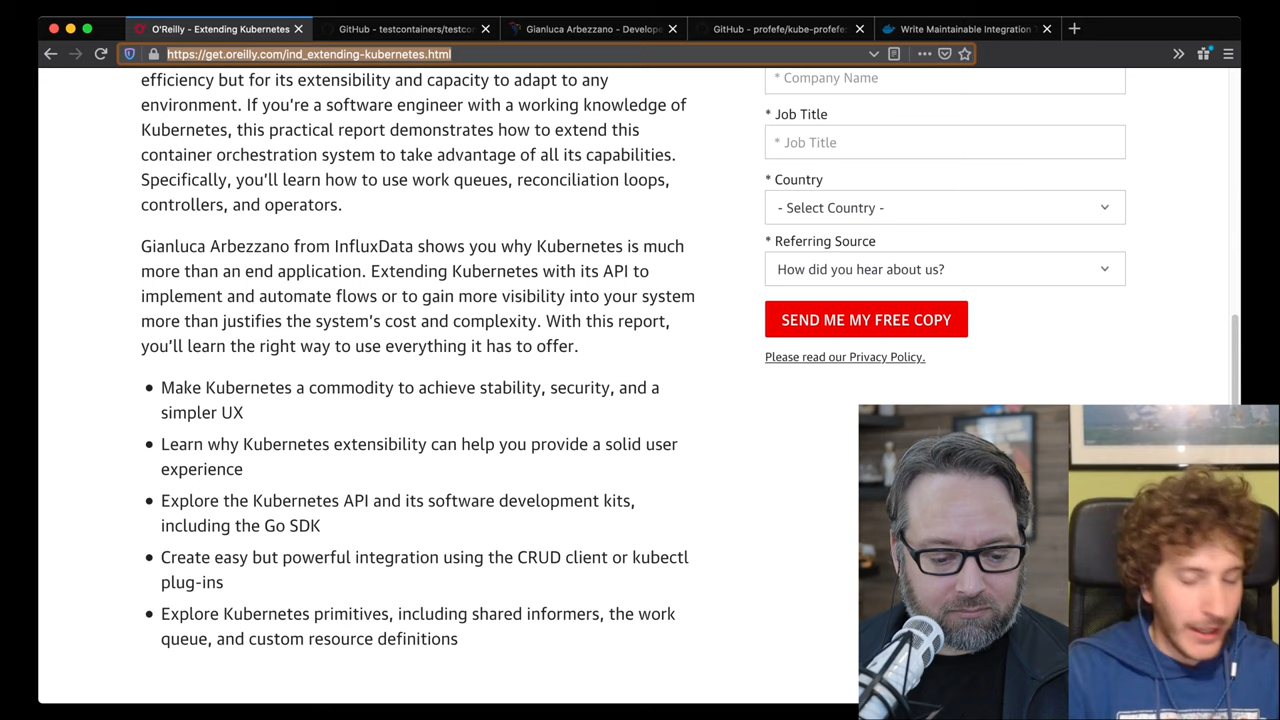 O'Reilly - Extending Kubernetes
GitHub - testcontainers/testco
Gianluca Arbezzano - Develope
GitHub - profefe/kube-profefe:
Write Maintainable Integration T
https://get.oreilly.com/ind_extending-kubernetes.html
efficiency but for its extensibility and capacity to adapt to any
environment. If you're a software engineer with a working knowledge of
Kubernetes, this practical report demonstrates how to extend this
container orchestration system to take advantage of all its capabilities.
Specifically, you'll learn how to use work queues, reconciliation loops,
controllers, and operators.
Gianluca Arbezzano from InfluxData shows you why Kubernetes is much
more than an end application. Extending Kubernetes with its API to
implement and automate flows or to gain more visibility into your system
more than justifies the system's cost and complexity. With this report,
you'll learn the right way to use everything it has to offer.
Make Kubernetes a commodity to achieve stability, security, and a
simpler UX
Learn why Kubernetes extensibility can help you provide a solid user
experience
Explore the Kubernetes API and its software development kits,
including the Go SDK
Create easy but powerful integration using the CRUD client or kubectl
plug-ins
Explore Kubernetes primitives, including shared informers, the work
queue, and custom resource definitions
* Company Name
* Job Title
* Job Title
* Country
- Select Country -
* Referring Source
How did you hear about us?
SEND ME MY FREE COPY
Please read our Privacy Policy.